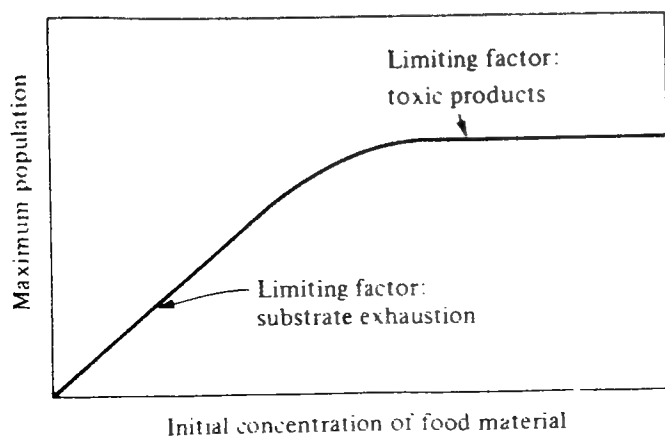 Limiting factor:
toxic products
Maximum population
Limiting factor:
substrate exhaustion
Initial concentration of food material